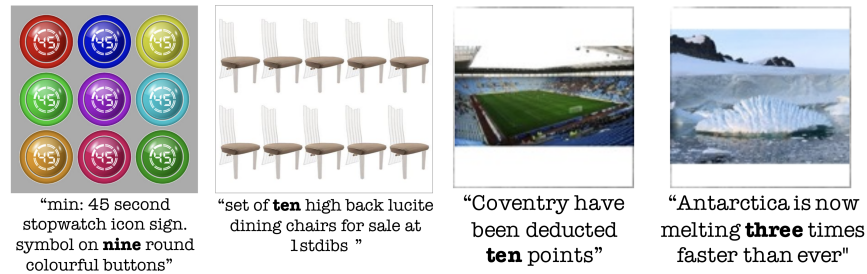 45 45 45
45 45 45
45 45 45
“min: 45 second
stopwatch icon sign.
symbol on nine round
colourful buttons”
“set of ten high back lucite
dining chairs for sale at
1stdibs ”
“Coventry have
been deducted
ten points”
“Antarctica is now
melting three times
faster than ever"